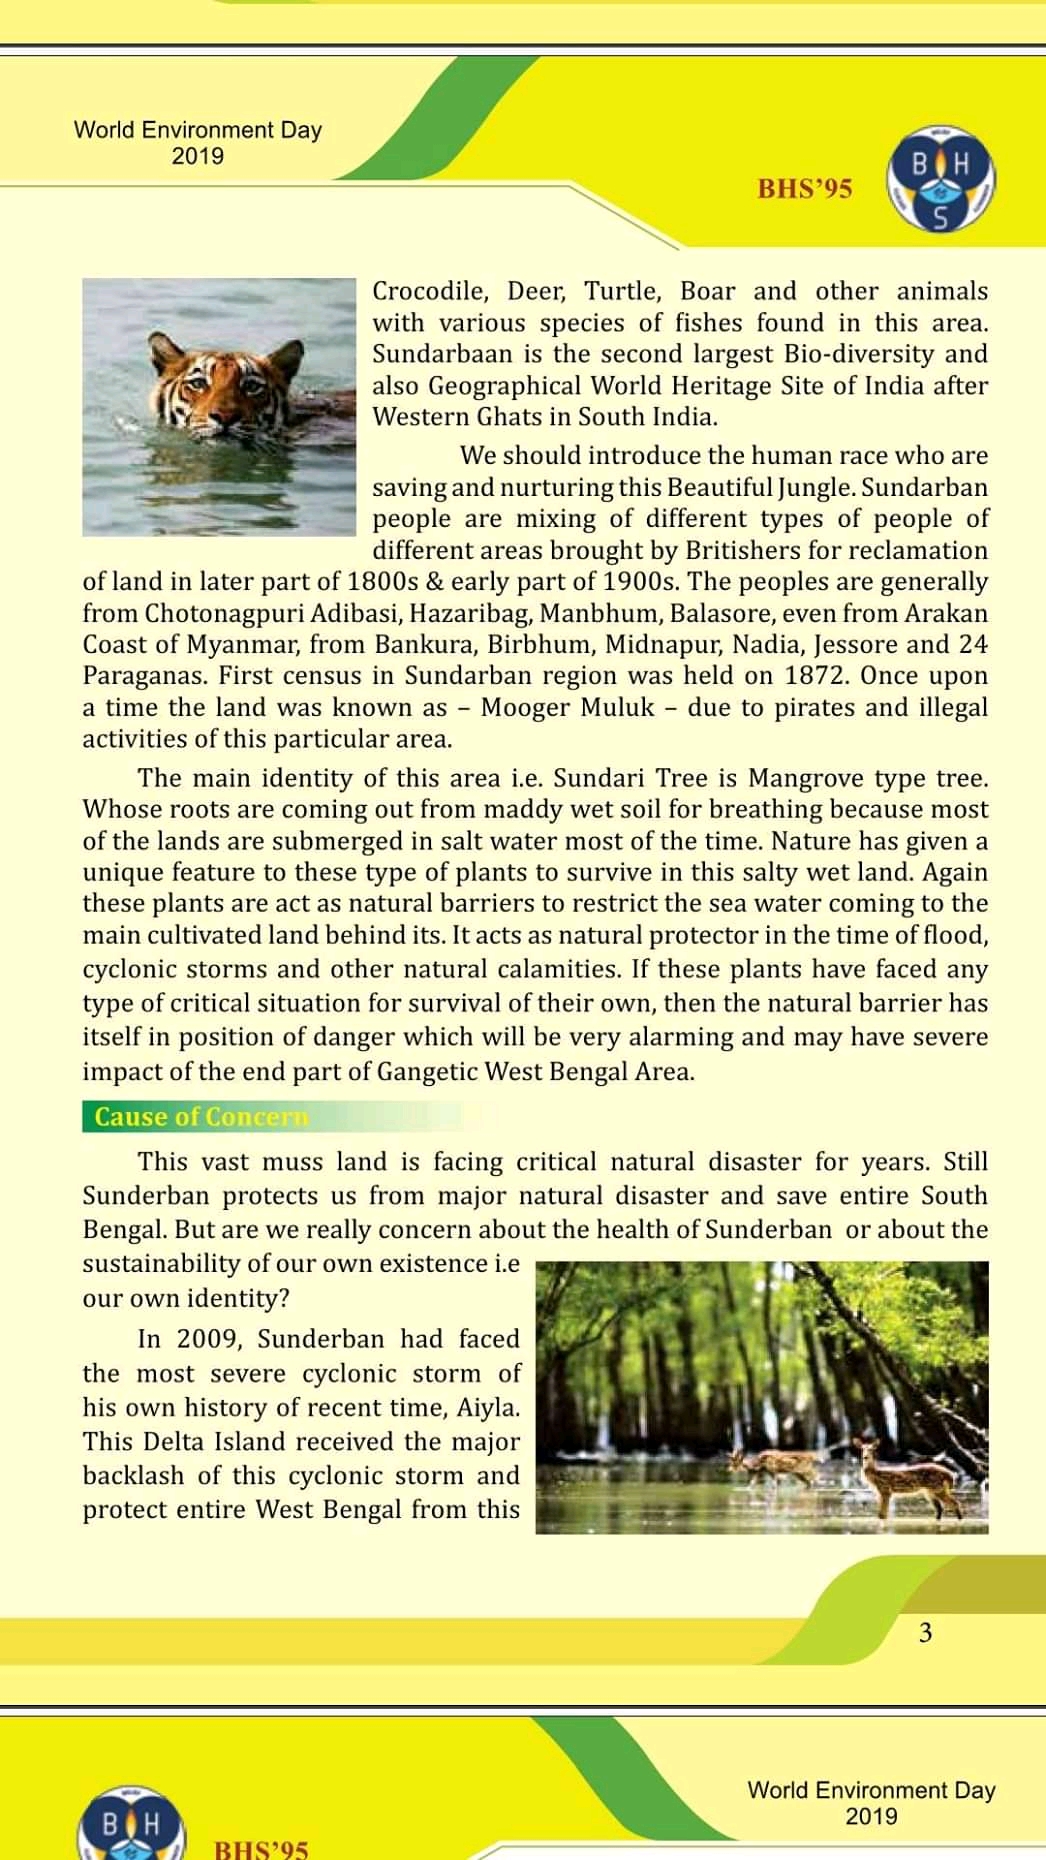 World Environment Day
2019
BHS’95
B H
S
Crocodile, Deer, Turtle, Boar and other animals
with various species of fishes found in this area.
Sundarbaan is the second largest Bio-diversity and
also Geographical World Heritage Site of India after
Western Ghats in South India.
We should introduce the human race who are
saving and nurturing this Beautiful Jungle. Sundarban
people are mixing of different types of people of
different areas brought by Britishers for reclamation
of land in later part of 1800s & early part of 1900s. The peoples are generally
from Chotonagpuri Adibasi, Hazaribag, Manbhum, Balasore, even from Arakan
Coast of Myanmar, from Bankura, Birbhum, Midnapur, Nadia, Jessore and 24
Paraganas. First census in Sundarban region was held on 1872. Once upon
a time the land was known as – Mooger Muluk – due to pirates and illegal
activities of this particular area.
The main identity of this area i.e. Sundari Tree is Mangrove type tree.
Whose roots are coming out from maddy wet soil for breathing because most
of the lands are submerged in salt water most of the time. Nature has given a
unique feature to these type of plants to survive in this salty wet land. Again
these plants are act as natural barriers to restrict the sea water coming to the
main cultivated land behind its. It acts as natural protector in the time of flood,
cyclonic storms and other natural calamities. If these plants have faced any
type of critical situation for survival of their own, then the natural barrier has
itself in position of danger which will be very alarming and may have severe
impact of the end part of Gangetic West Bengal Area.
Cause of Concern
This vast muss land is facing critical natural disaster for years. Still
Sunderban protects us from major natural disaster and save entire South
Bengal. But are we really concern about the health of Sunderban or about the
sustainability of our own existence i.e
our own identity?
In 2009, Sunderban had faced
the most severe cyclonic storm of
his own history of recent time, Aiyla.
This Delta Island received the major
backlash of this cyclonic storm and
protect entire West Bengal from this
3
World Environment Day
2019
B H
BHS’95